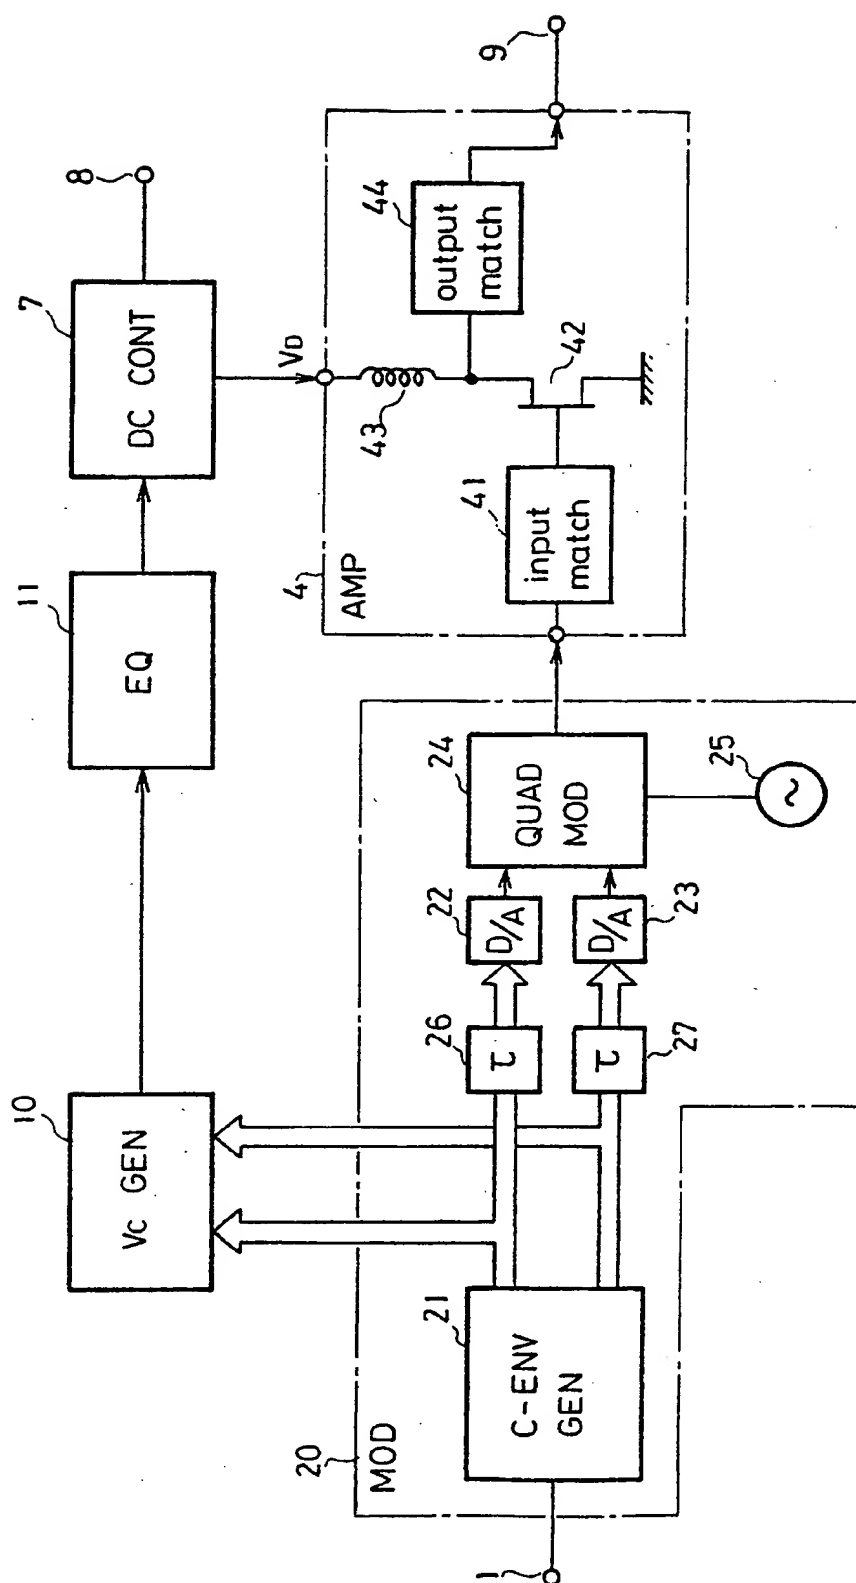 10
Vc GEN
11
EQ
7
DC CONT
8
VD
20
MOD
1
21
C-ENV
GEN
26
τ
27
τ
22
D/A
23
D/A
24
QUAD
MOD
25
~
4
AMP
41
input
match
42
43
44
output
match
9